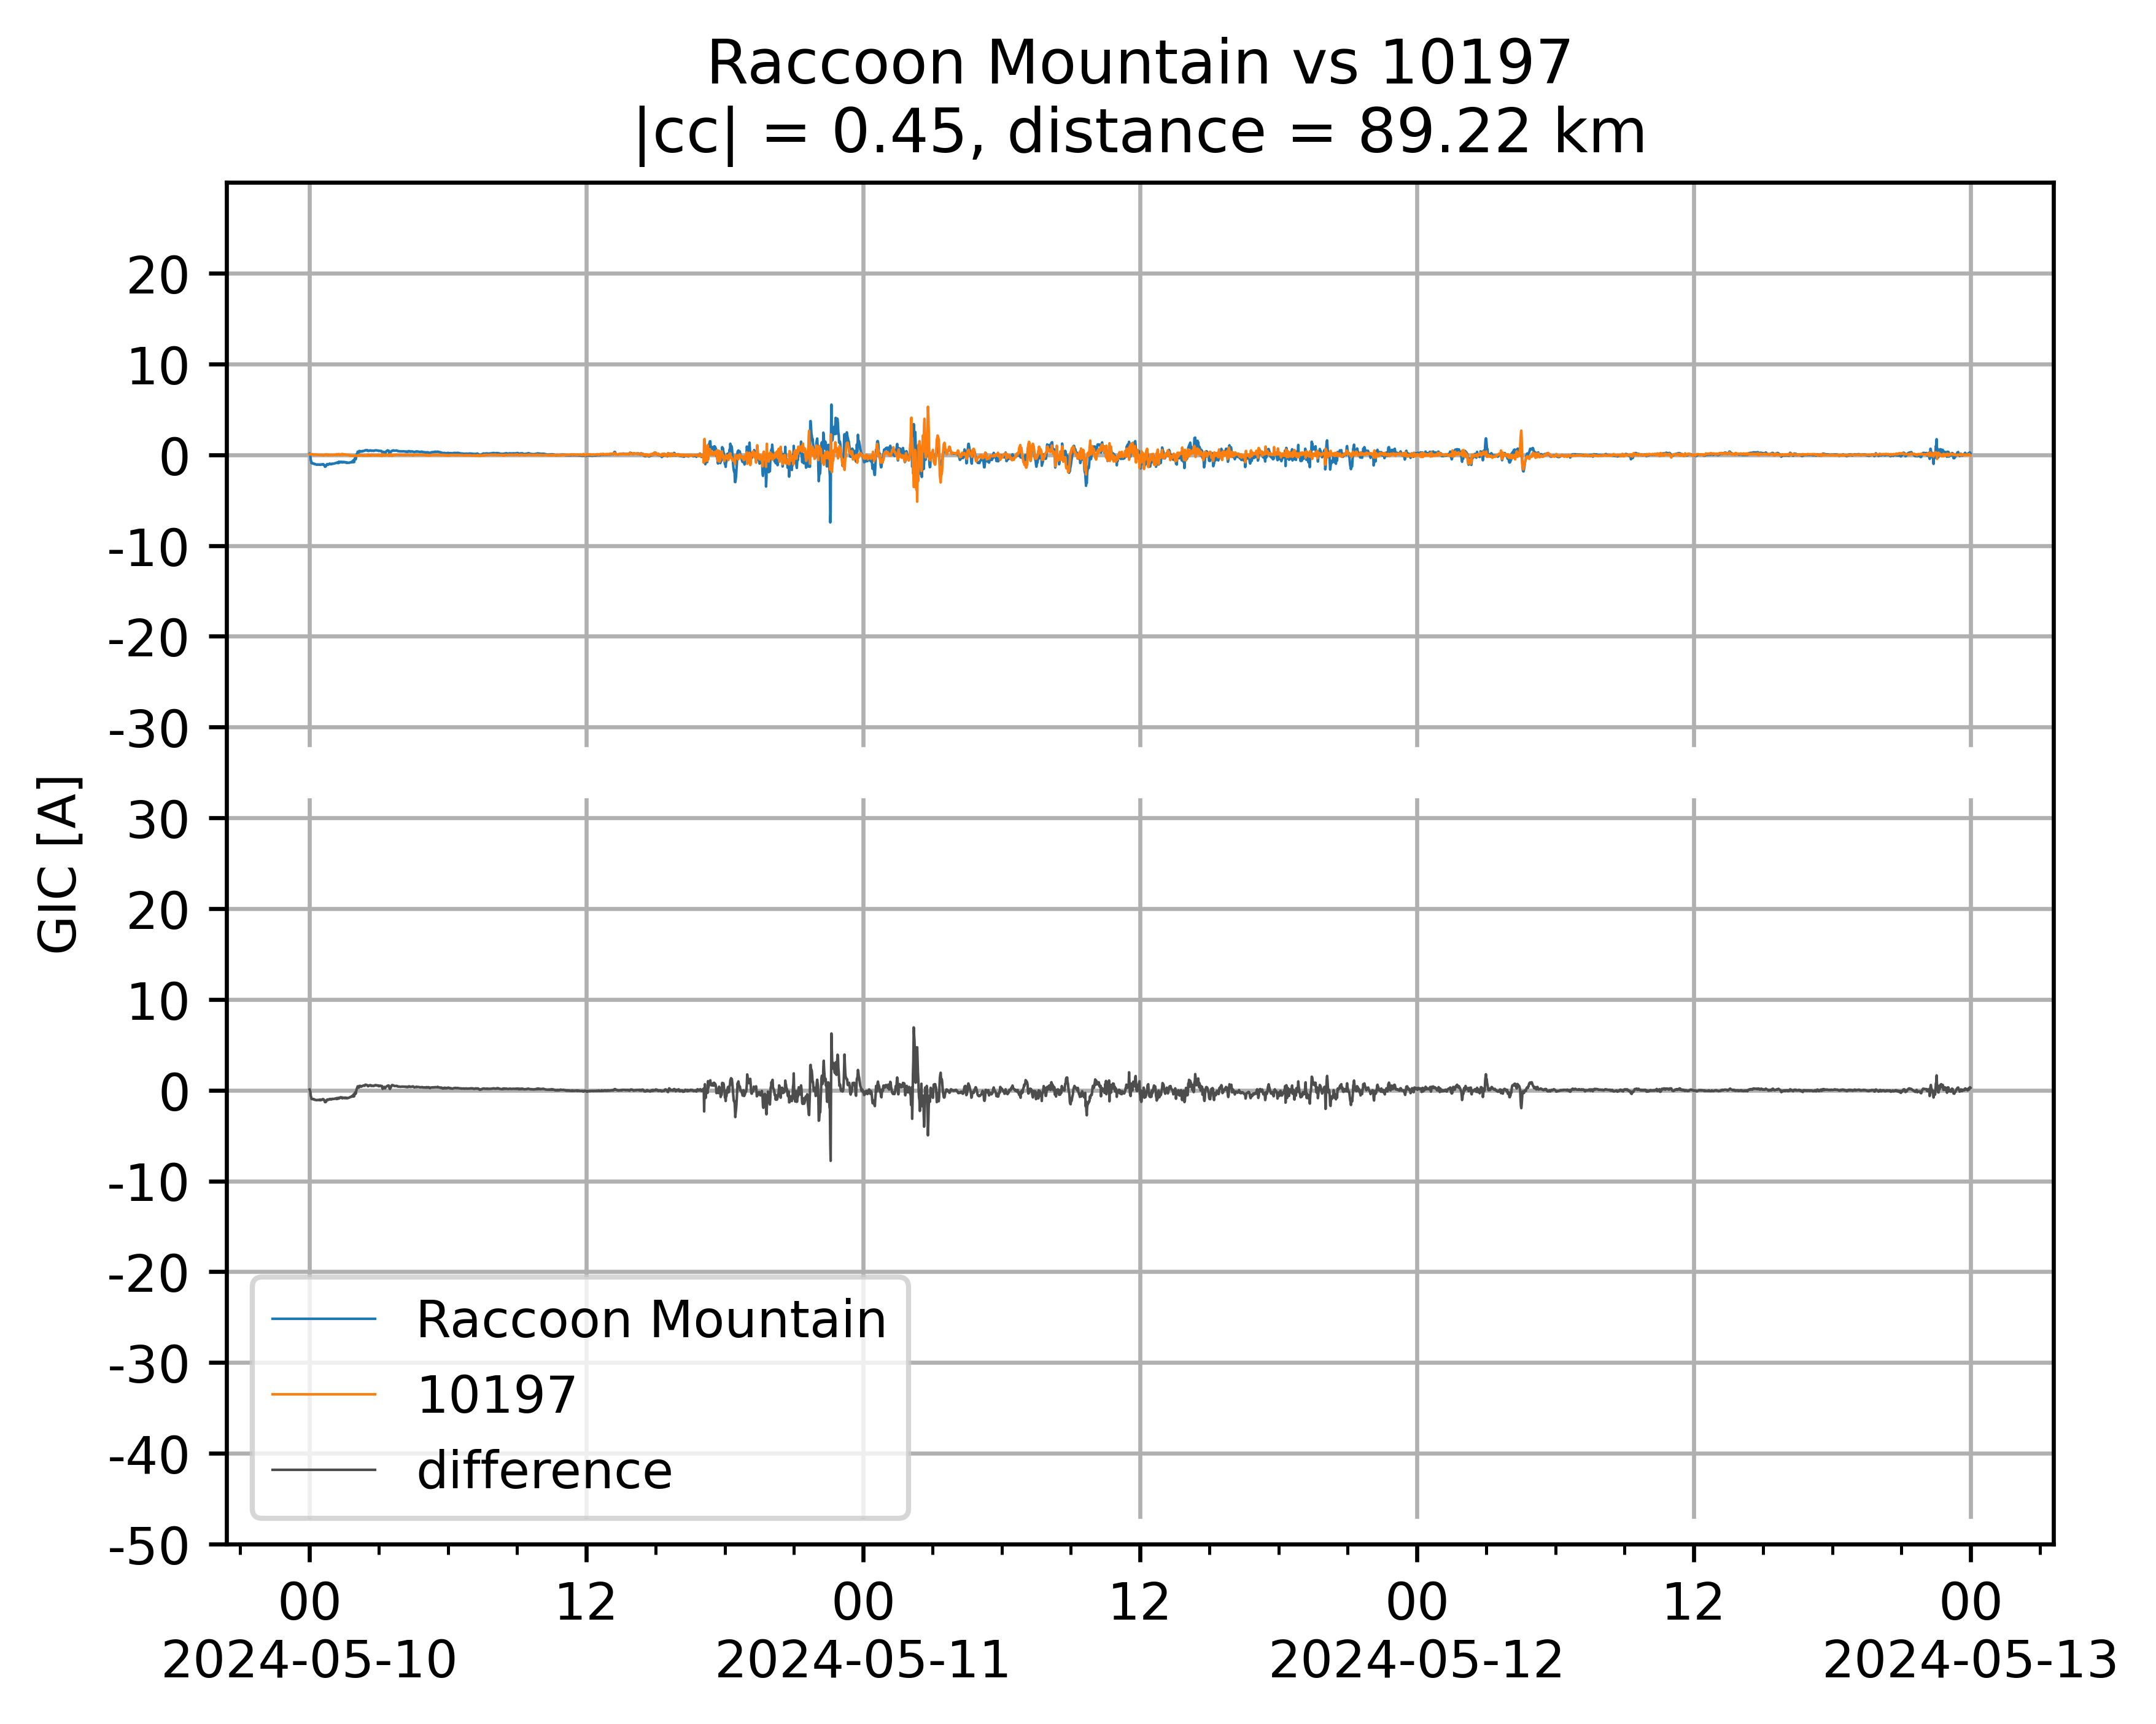 Raccoon Mountain vs 10197
|cc| = 0.45, distance = 89.22 km
20
10
0
-10
-20
-30
30
20
10
0
-10
-20
-30
-40
-50
GIC [A]
Raccoon Mountain
10197
difference
00 12 00 12 00 12 00
2024-05-10 2024-05-11 2024-05-12 2024-05-13